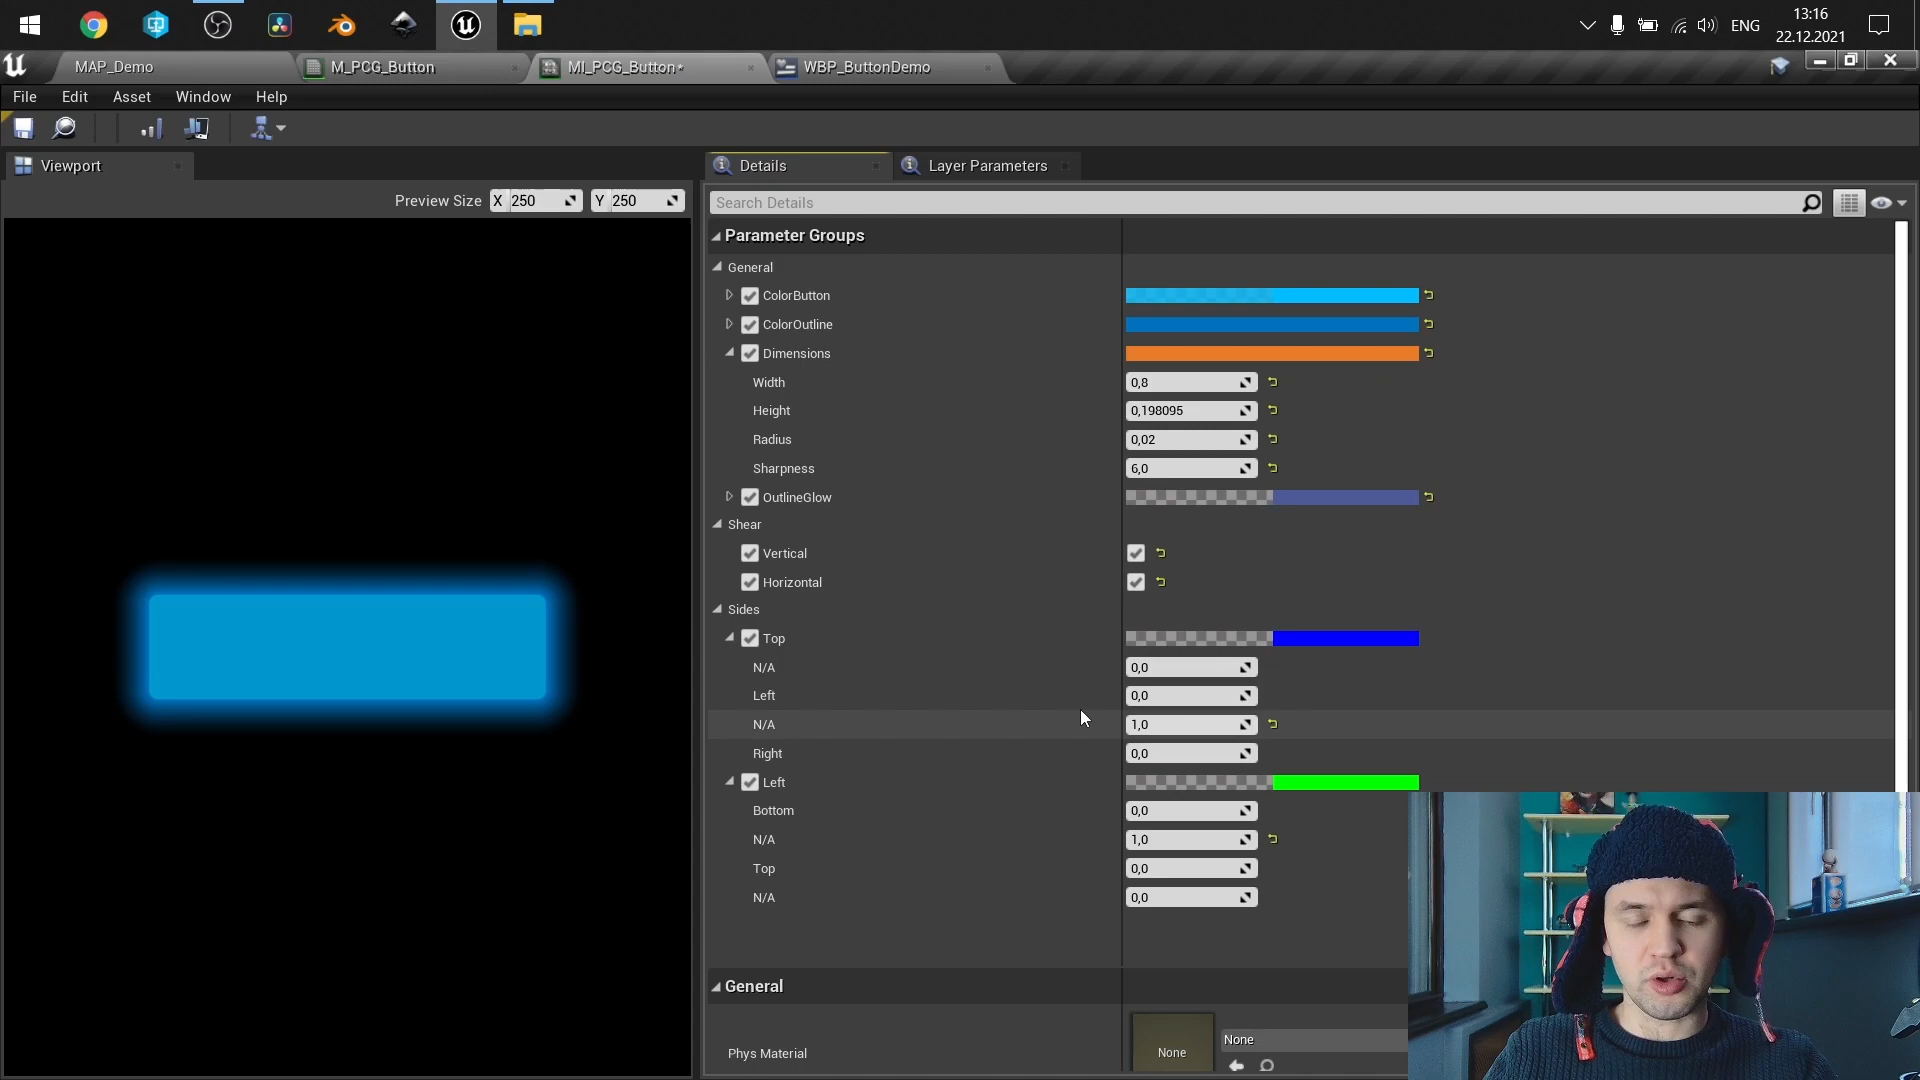 ENG
13:16
22.12.2021
MAP_Demo
M_PCG_Button
MI_PCG_Button*
WBP_ButtonDemo
File
Edit
Asset
Window
Help
Viewport
Details
Layer Parameters
Preview Size
X 250
Y 250
Search Details
Parameter Groups
General
ColorButton
ColorOutline
Dimensions
Width
0,8
Height
0,198095
Radius
0,02
Sharpness
6,0
OutlineGlow
Shear
Vertical
Horizontal
Sides
Top
N/A
0,0
Left
0,0
N/A
1,0
Right
0,0
Left
Bottom
0,0
N/A
1,0
Top
0,0
N/A
0,0
General
Phys Material
None
None